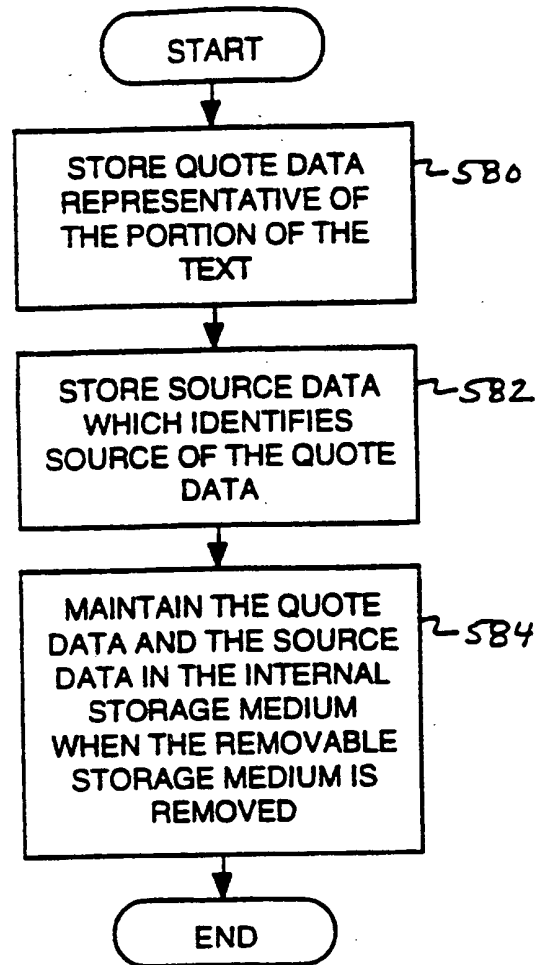 START
STORE QUOTE DATA
REPRESENTATIVE OF
THE PORTION OF THE
TEXT
580
STORE SOURCE DATA
WHICH IDENTIFIES
SOURCE OF THE QUOTE
DATA
582
MAINTAIN THE QUOTE
DATA AND THE SOURCE
DATA IN THE INTERNAL
STORAGE MEDIUM
WHEN THE REMOVABLE
STORAGE MEDIUM IS
REMOVED
584
END